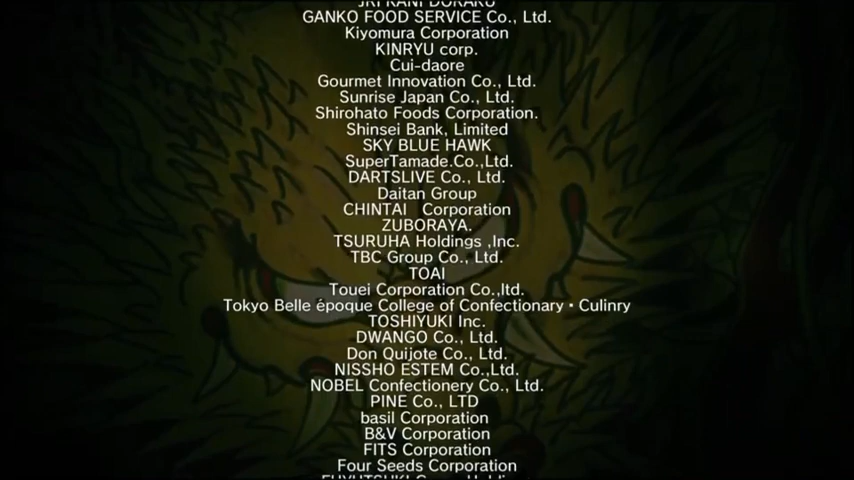 GANKO FOOD SERVICE Co., Ltd.
Kiyomura Corporation
KINRYU corp.
Cui-daore
Gourmet Innovation Co., Ltd.
Sunrise Japan Co., Ltd.
Shirohato Foods Corporation.
Shinsei Bank, Limited
SKY BLUE HAWK
SuperTamade.Co.,Ltd.
DARTSLIVE Co., Ltd.
Daitan Group
CHINTAI Corporation
ZUBORAYA.
TSURUHA Holdings ,Inc.
TBC Group Co., Ltd.
TOAI
Touei Corporation Co.,ltd.
Tokyo Belle époque College of Confectionary・Culinry
TOSHIYUKI Inc.
DWANGO Co., Ltd.
Don Quijote Co., Ltd.
NISSHO ESTEM Co.,Ltd.
NOBEL Confectionery Co., Ltd.
PINE Co., LTD
basil Corporation
B&V Corporation
FITS Corporation
Four Seeds Corporation